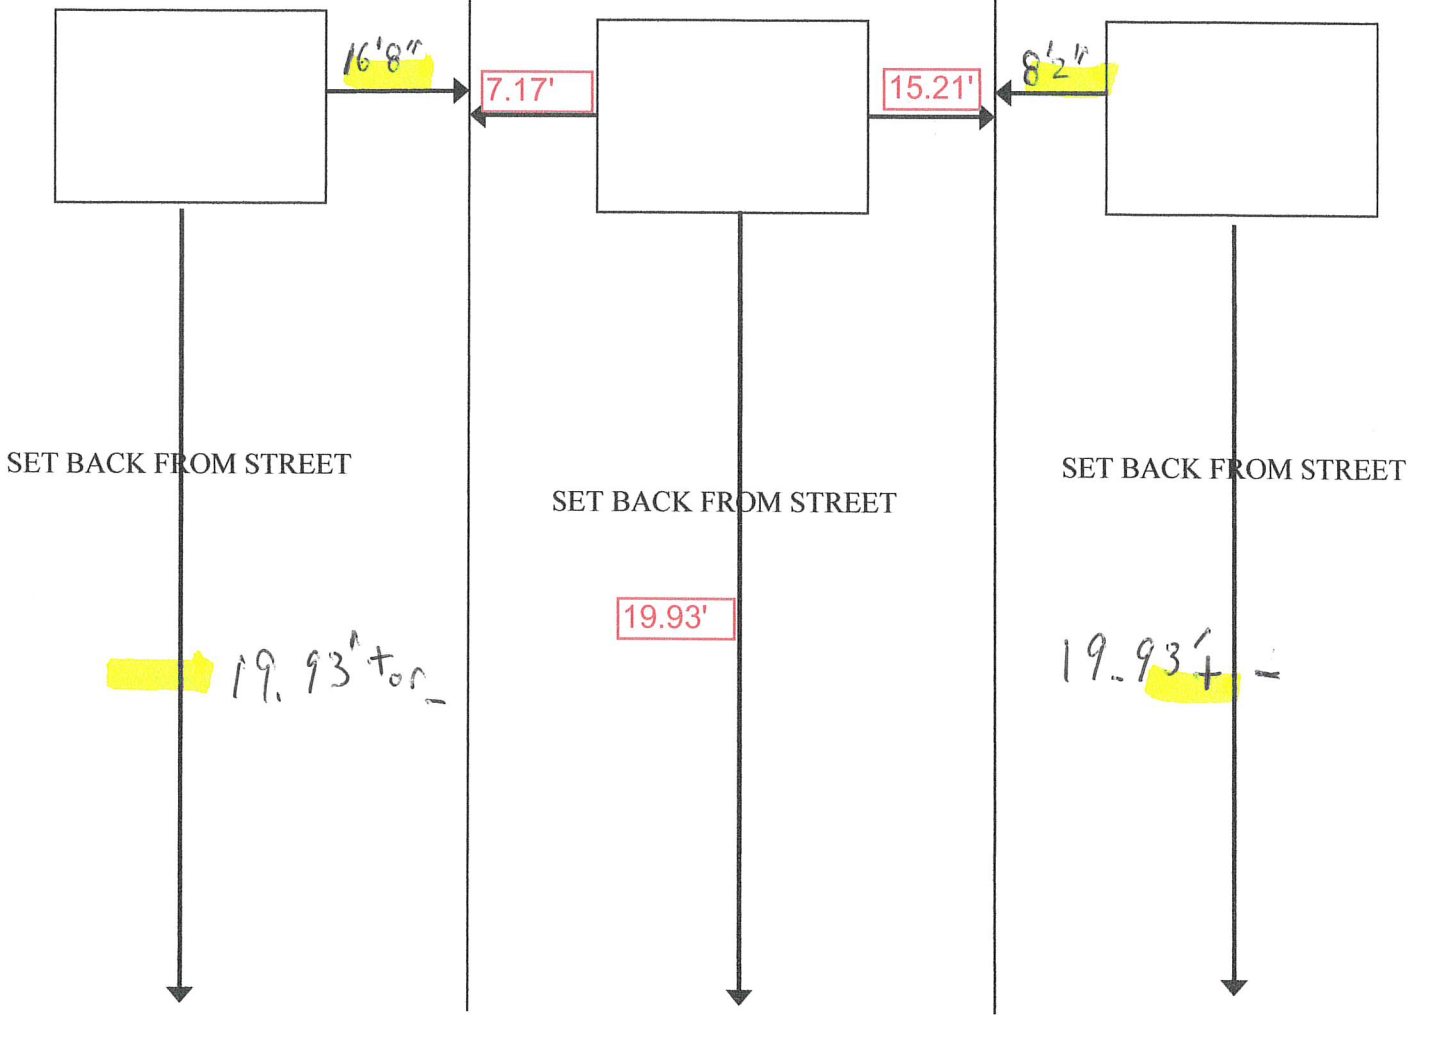 16'8"
7.17'
15.21'
8'2"
SET BACK FROM STREET
SET BACK FROM STREET
SET BACK FROM STREET
19.93'
19.93' + or -
19.93' + -